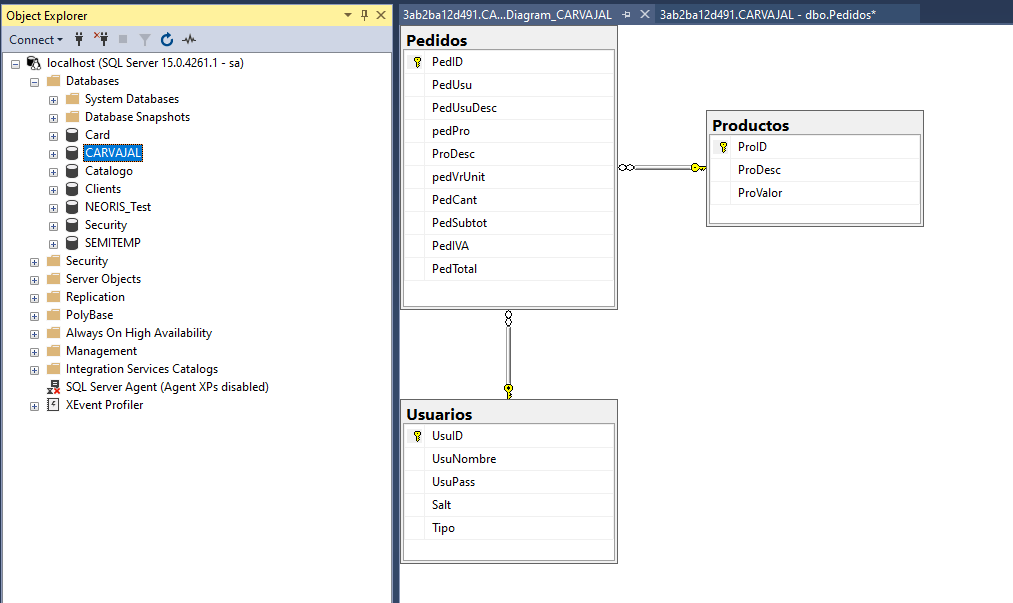 Object Explorer
Connect
localhost (SQL Server 15.0.4261.1 - sa)
Databases
System Databases
Database Snapshots
Card
CARVAJAL
Catalogo
Clients
NEORIS_Test
Security
SEMITEMP
Security
Server Objects
Replication
PolyBase
Always On High Availability
Management
Integration Services Catalogs
SQL Server Agent (Agent XPs disabled)
XEvent Profiler
3ab2ba12d491.CA...Diagram_CARVAJAL
3ab2ba12d491.CARVAJAL - dbo.Pedidos*
Pedidos
PedID
PedUsu
PedUsuDesc
pedPro
ProDesc
pedVrUnit
PedCant
PedSubtot
PedIVA
PedTotal
Productos
ProID
ProDesc
ProValor
Usuarios
UsuID
UsuNombre
UsuPass
Salt
Tipo